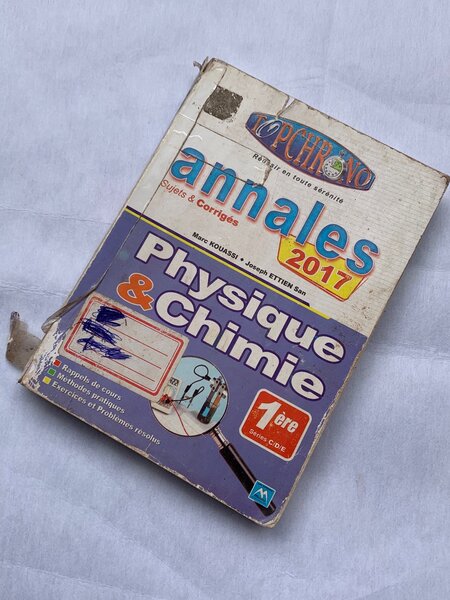 TOPCHRONO
Réussir en toute sérénité
annales
Sujets & Corrigés
2017
Marc KOUASSI • Joseph ETTIEN San
Physique
& Chimie
Rappels de cours
Méthodes pratiques
Exercices et Problèmes résolus
1ère
Séries C/D/E